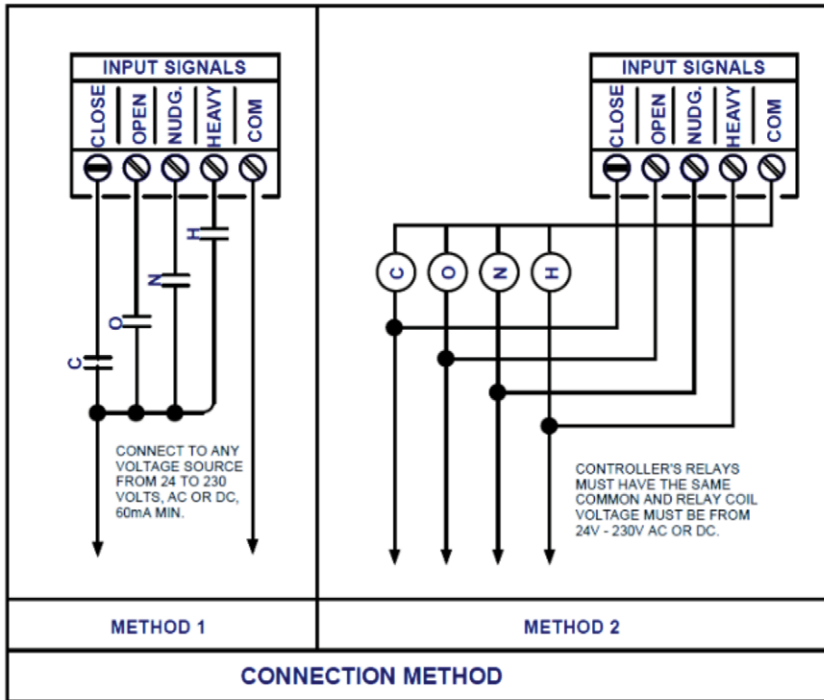 INPUT SIGNALS
CLOSE
OPEN
NUDG.
HEAVY
COM
H
N
O
C
CONNECT TO ANY
VOLTAGE SOURCE
FROM 24 TO 230
VOLTS, AC OR DC,
60mA MIN.
METHOD 1
INPUT SIGNALS
CLOSE
OPEN
NUDG.
HEAVY
COM
C
O
N
H
CONTROLLER'S RELAYS
MUST HAVE THE SAME
COMMON AND RELAY COIL
VOLTAGE MUST BE FROM
24V - 230V AC OR DC.
METHOD 2
CONNECTION METHOD